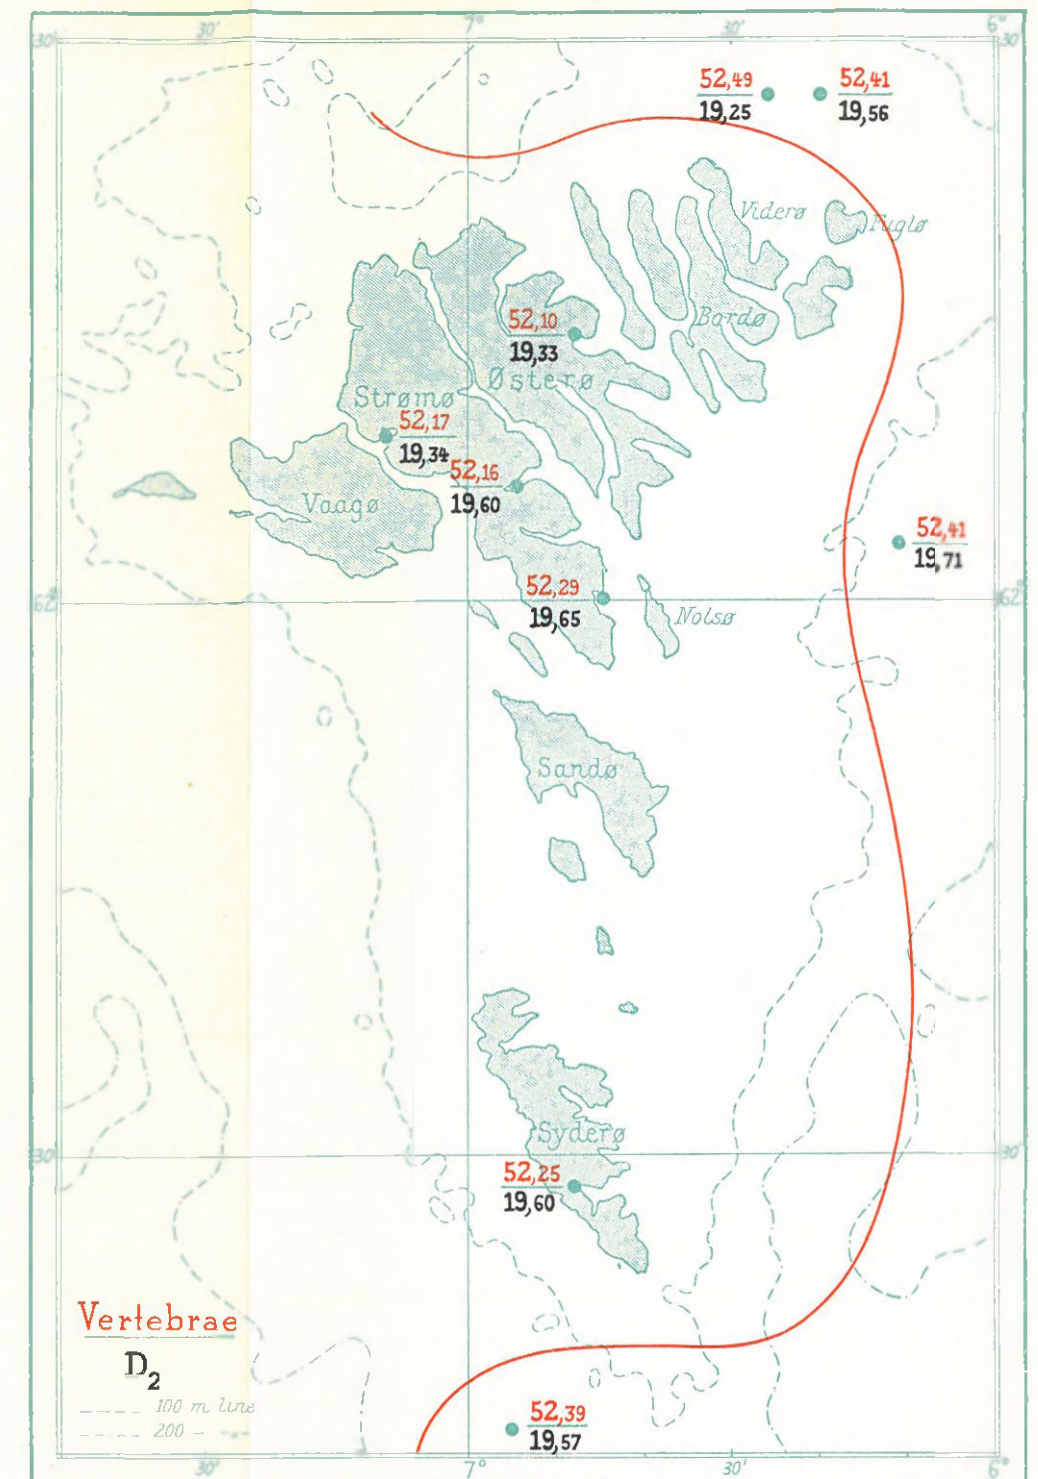 30' 7° 30' 6°
30' 30'
52,49 52,41
19,25 19,56
Viderø
Fuglø
52,10 Bordø
19,33
Østerø
Strømø
52,17
19,34
52,16
19,60
Vaagø
52,41
19,71
52,29
62° 62°
19,65 Nolsø
Sandø
Syderø
30' 30'
52,25
19,60
Vertebrae
D2
100 m line
200 -
52,39
19,57
30' 7° 30' 6°